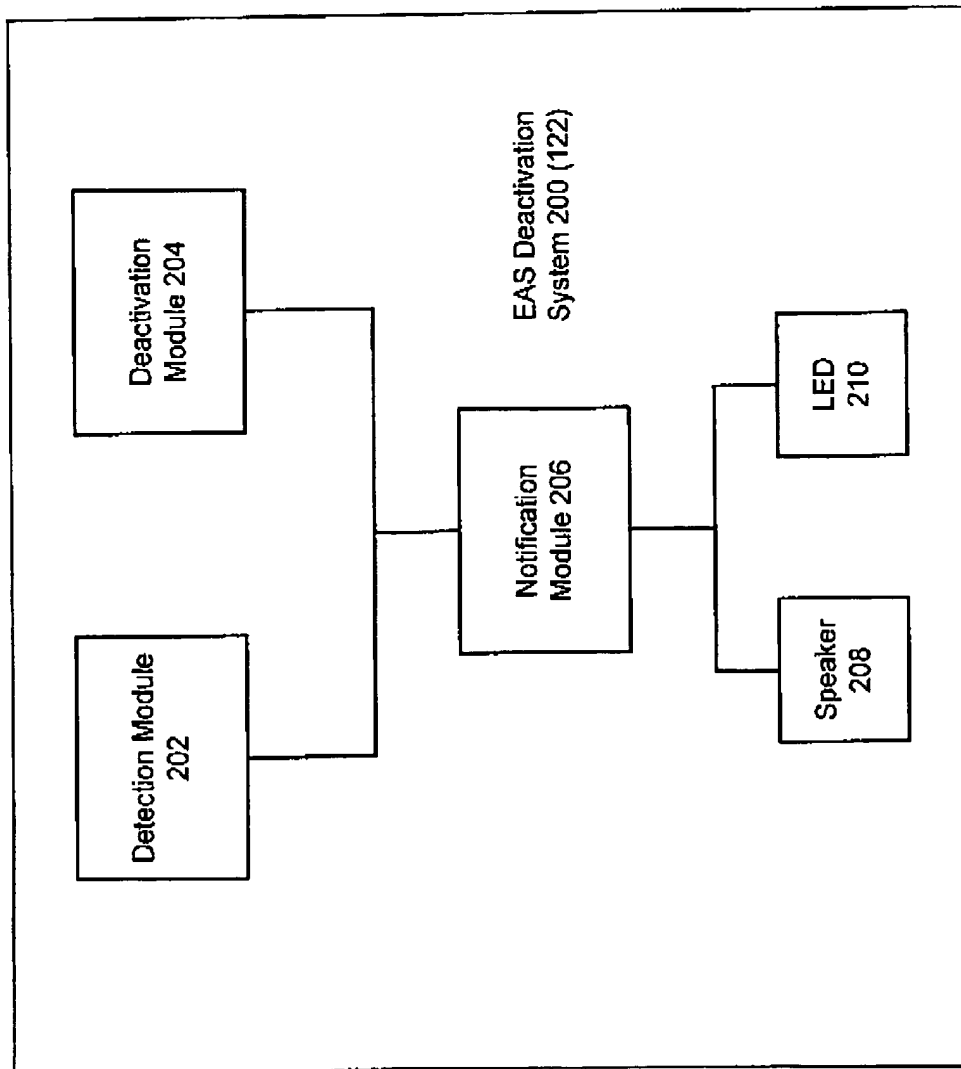 Detection Module
202
Deactivation
Module 204
Notification
Module 206
EAS Deactivation
System 200 (122)
Speaker
208
LED
210